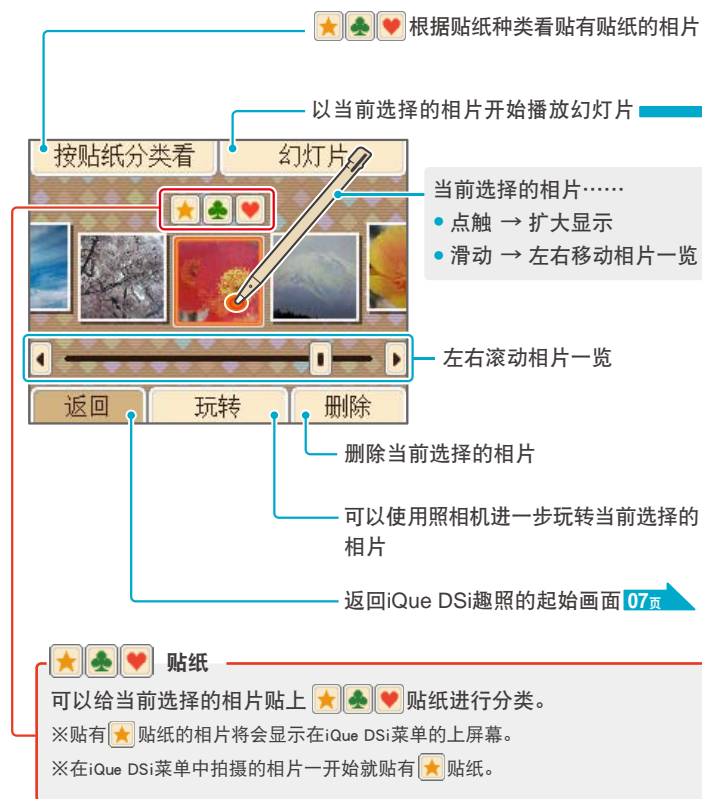 根据贴纸种类看贴有贴纸的相片
以当前选择的相片开始播放幻灯片
按贴纸分类看
幻灯片
当前选择的相片……
• 点触 → 扩大显示
• 滑动 → 左右移动相片一览
左右滚动相片一览
返回
玩转
删除
删除当前选择的相片
可以使用照相机进一步玩转当前选择的
相片
返回iQue DSi趣照的起始画面 07页
贴纸
可以给当前选择的相片贴上 贴纸进行分类。
※贴有 贴纸的相片将会显示在iQue DSi菜单的上屏幕。
※在iQue DSi菜单中拍摄的相片一开始就贴有 贴纸。